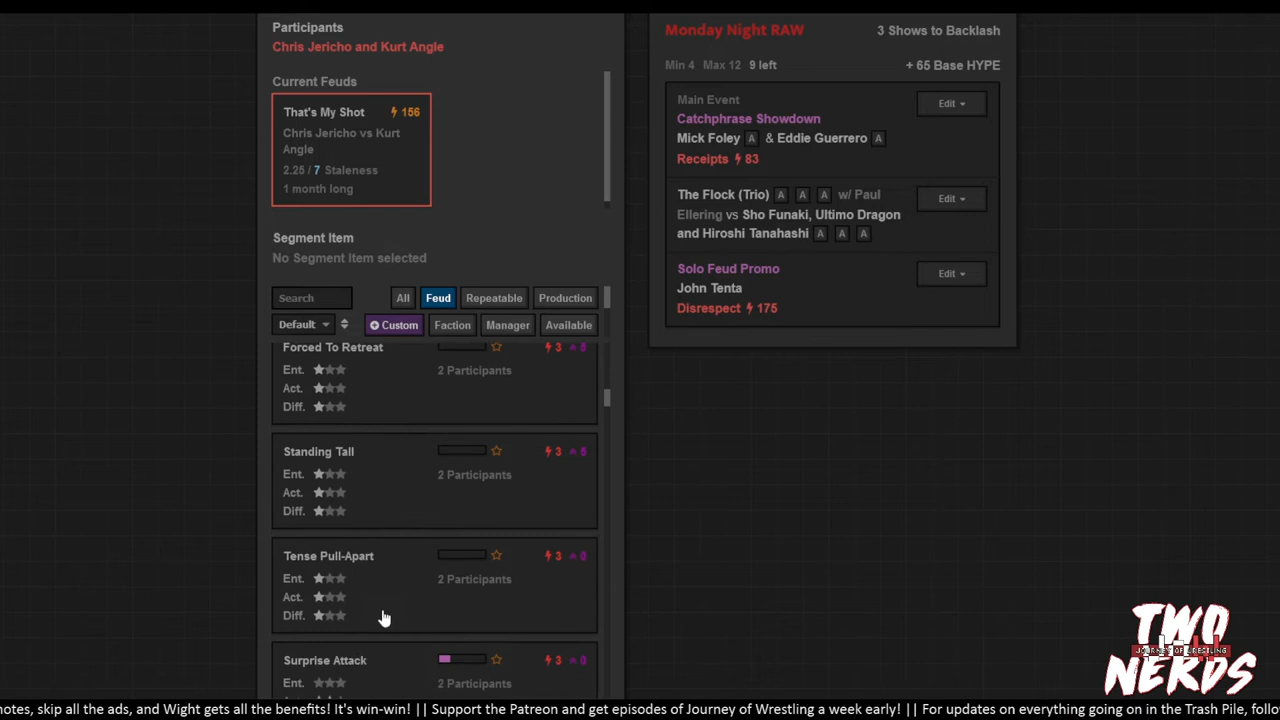 Participants
Chris Jericho and Kurt Angle
Current Feuds
That's My Shot 156
Chris Jericho vs Kurt
Angle
2.25 / 7 Staleness
1 month long
Segment Item
No Segment Item selected
Search All Feud Repeatable Production
Default Custom Faction Manager Available
Forced To Retreat 3 0
Ent. 2 Participants
Act.
Diff.
Standing Tall 3
Ent. 2 Participants
Act.
Diff.
Tense Pull-Apart 3 0
Ent. 2 Participants
Act.
Diff.
Surprise Attack 3 0
Ent. 2 Participants
Monday Night RAW 3 Shows to Backlash
Min 4 Max 12 9 left + 65 Base HYPE
Main Event Edit
Catchphrase Showdown
Mick Foley A & Eddie Guerrero A
Receipts 83
The Flock (Trio) A A A w/ Paul Edit
Ellering vs Sho Funaki, Ultimo Dragon
and Hiroshi Tanahashi A A A
Solo Feud Promo Edit
John Tenta
Disrespect 175
TWO
JOURNEY OF WRESTLING
NERDS
notes, skip all the ads, and Wight gets all the benefits! It's win-win! || Support the Patreon and get episodes of Journey of Wrestling a week early! || For updates on everything going on in the Trash Pile, follo